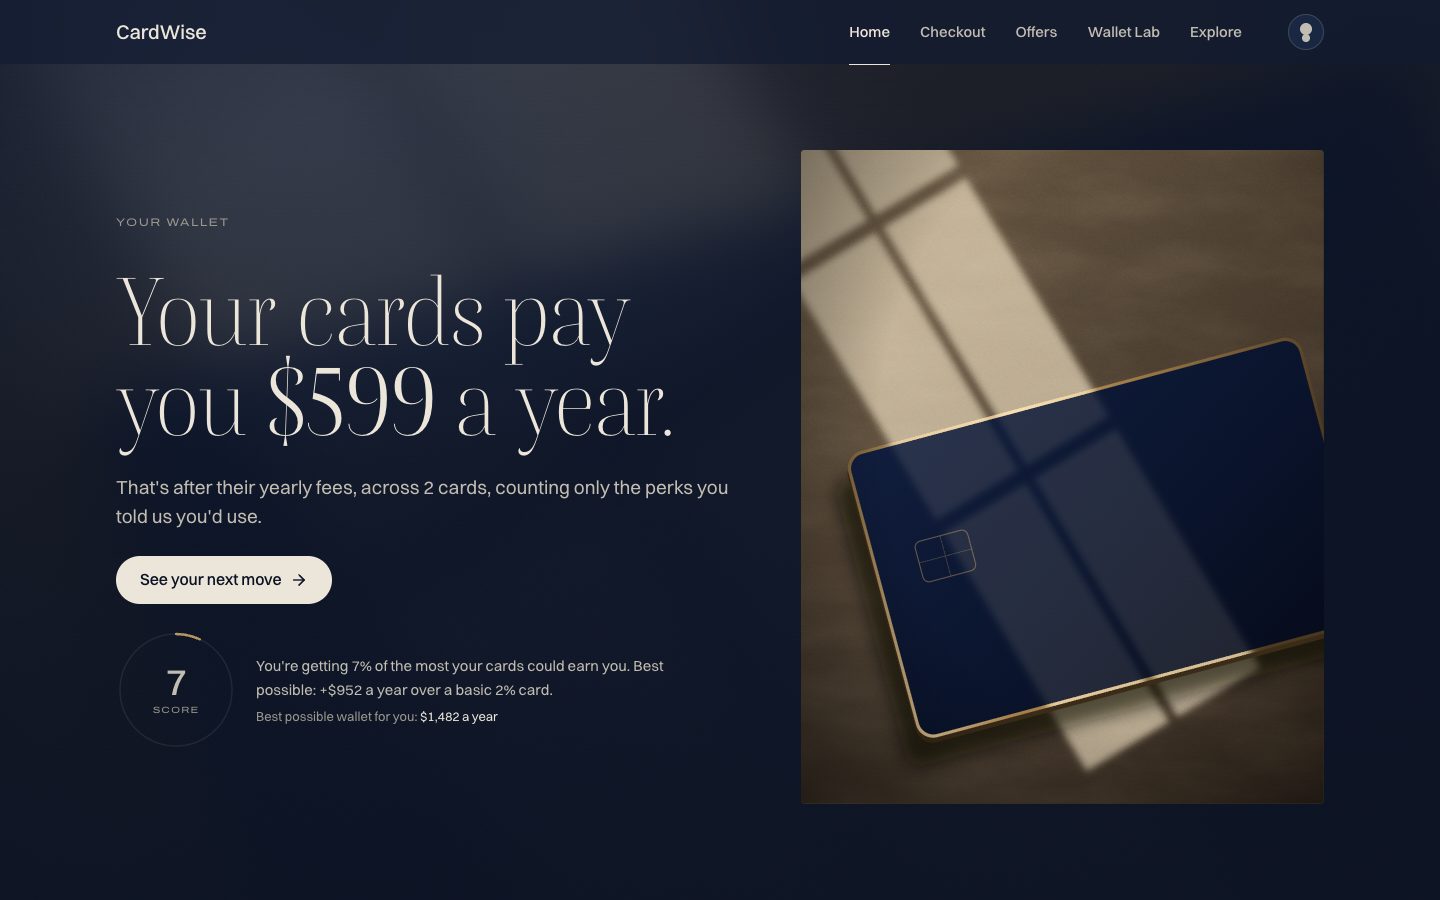 CardWise
Home
Checkout
Offers
Wallet Lab
Explore
YOUR WALLET
Your cards pay
you $599 a year.
That's after their yearly fees, across 2 cards, counting only the perks you
told us you'd use.
See your next move →
7
SCORE
You're getting 7% of the most your cards could earn you. Best
possible: +$952 a year over a basic 2% card.
Best possible wallet for you: $1,482 a year